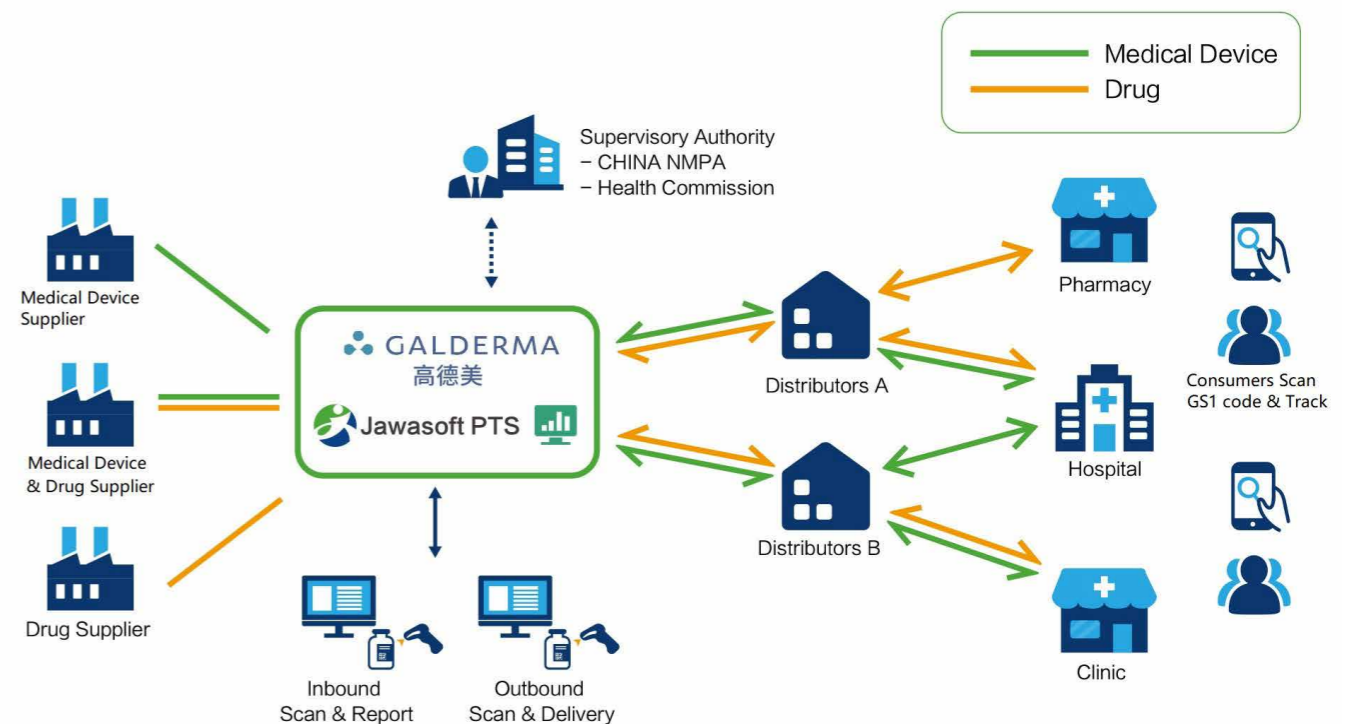 Medical Device
Drug
Supervisory Authority
– CHINA NMPA
– Health Commission
Medical Device
Supplier
Medical Device
& Drug Supplier
Drug Supplier
GALDERMA
高德美
Jawasoft PTS
Inbound
Scan & Report
Outbound
Scan & Delivery
Distributors A
Distributors B
Pharmacy
Hospital
Clinic
Consumers Scan
GS1 code & Track